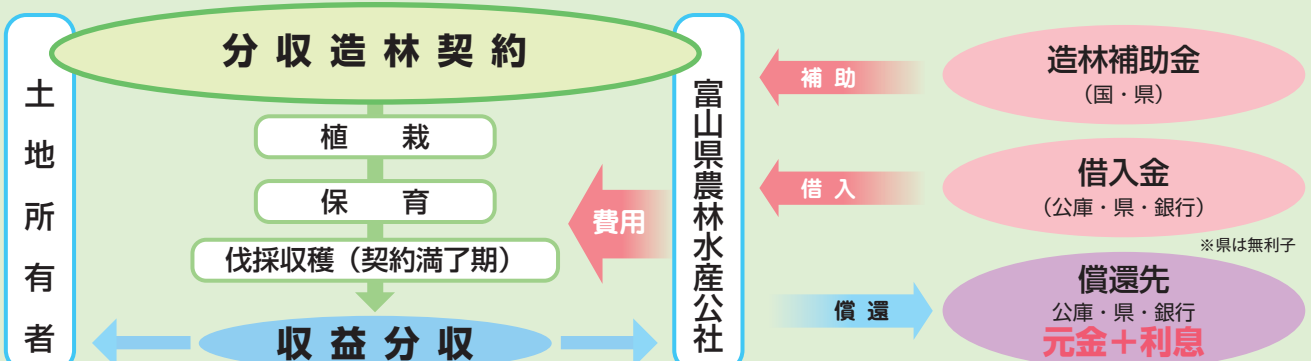 分収造林契約
土地所有者
植 栽
保 育
伐採収穫（契約満了期）
収益分収
費用
富山県農林水産公社
補 助
造林補助金
（国・県）
借 入
借入金
（公庫・県・銀行）
※県は無利子
償 還
償還先
公庫・県・銀行
元金＋利息